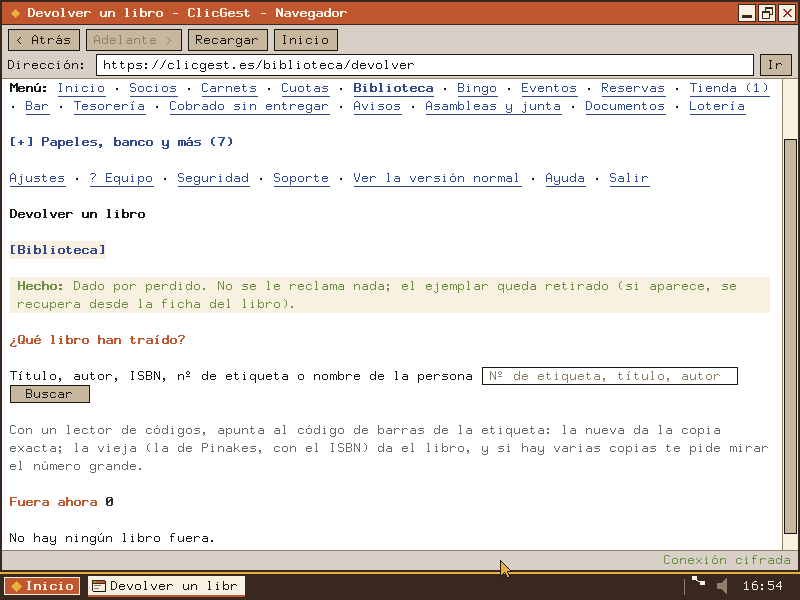 Devolver un libro - ClicGest - Navegador
< Atrás Adelante > Recargar Inicio
Dirección: https://clicgest.es/biblioteca/devolver Ir
Menú: Inicio · Socios · Carnets · Cuotas · Biblioteca · Bingo · Eventos · Reservas · Tienda (1)
· Bar · Tesorería · Cobrado sin entregar · Avisos · Asambleas y junta · Documentos · Lotería
[+] Papeles, banco y más (7)
Ajustes · ? Equipo · Seguridad · Soporte · Ver la versión normal · Ayuda · Salir
Devolver un libro
[Biblioteca]
Hecho: Dado por perdido. No se le reclama nada; el ejemplar queda retirado (si aparece, se
recupera desde la ficha del libro).
¿Qué libro han traído?
Título, autor, ISBN, nº de etiqueta o nombre de la persona Nº de etiqueta, título, autor
Buscar
Con un lector de códigos, apunta al código de barras de la etiqueta: la nueva da la copia
exacta; la vieja (la de Pinakes, con el ISBN) da el libro, y si hay varias copias te pide mirar
el número grande.
Fuera ahora 0
No hay ningún libro fuera.
Conexión cifrada
Inicio Devolver un libr 16:54